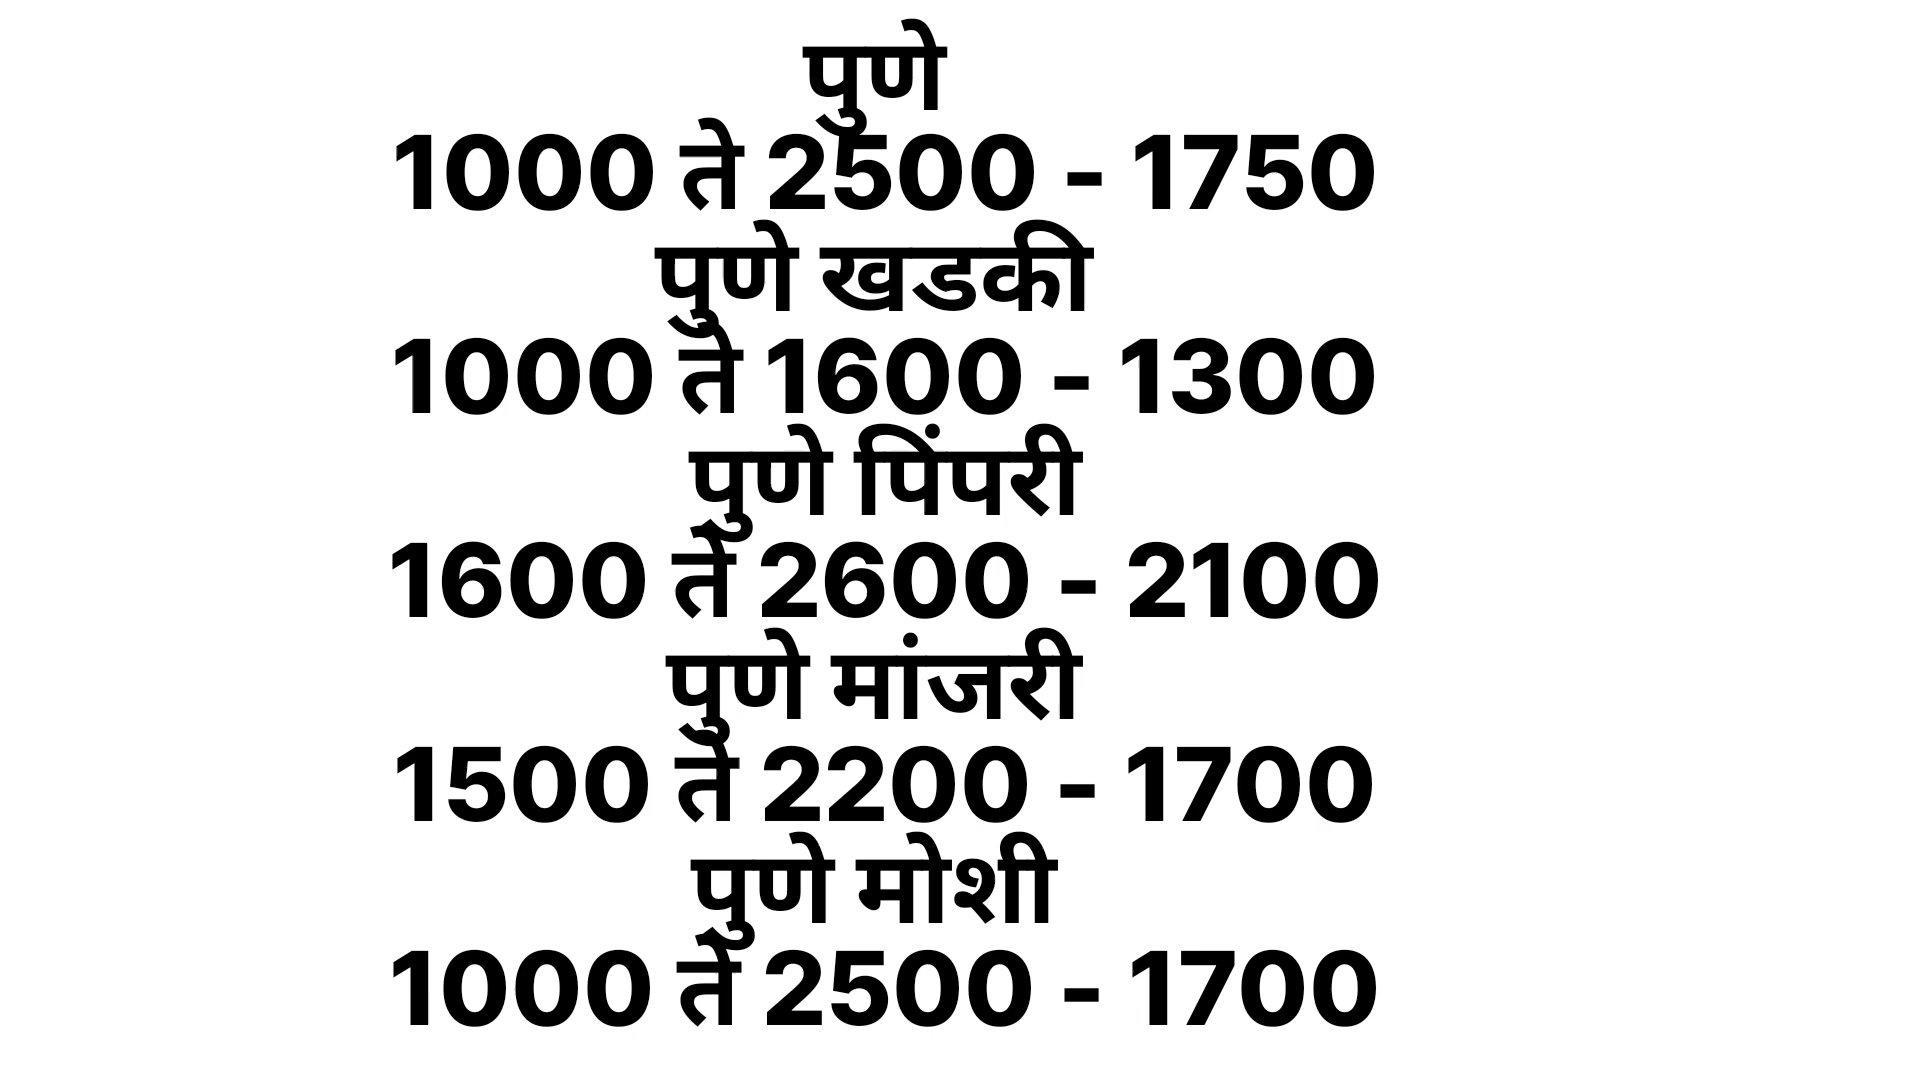 पुणे
1000 ते 2500 - 1750
पुणे खडकी
1000 ते 1600 - 1300
पुणे पिंपरी
1600 ते 2600 - 2100
पुणे मांजरी
1500 ते 2200 - 1700
पुणे मोशी
1000 ते 2500 - 1700